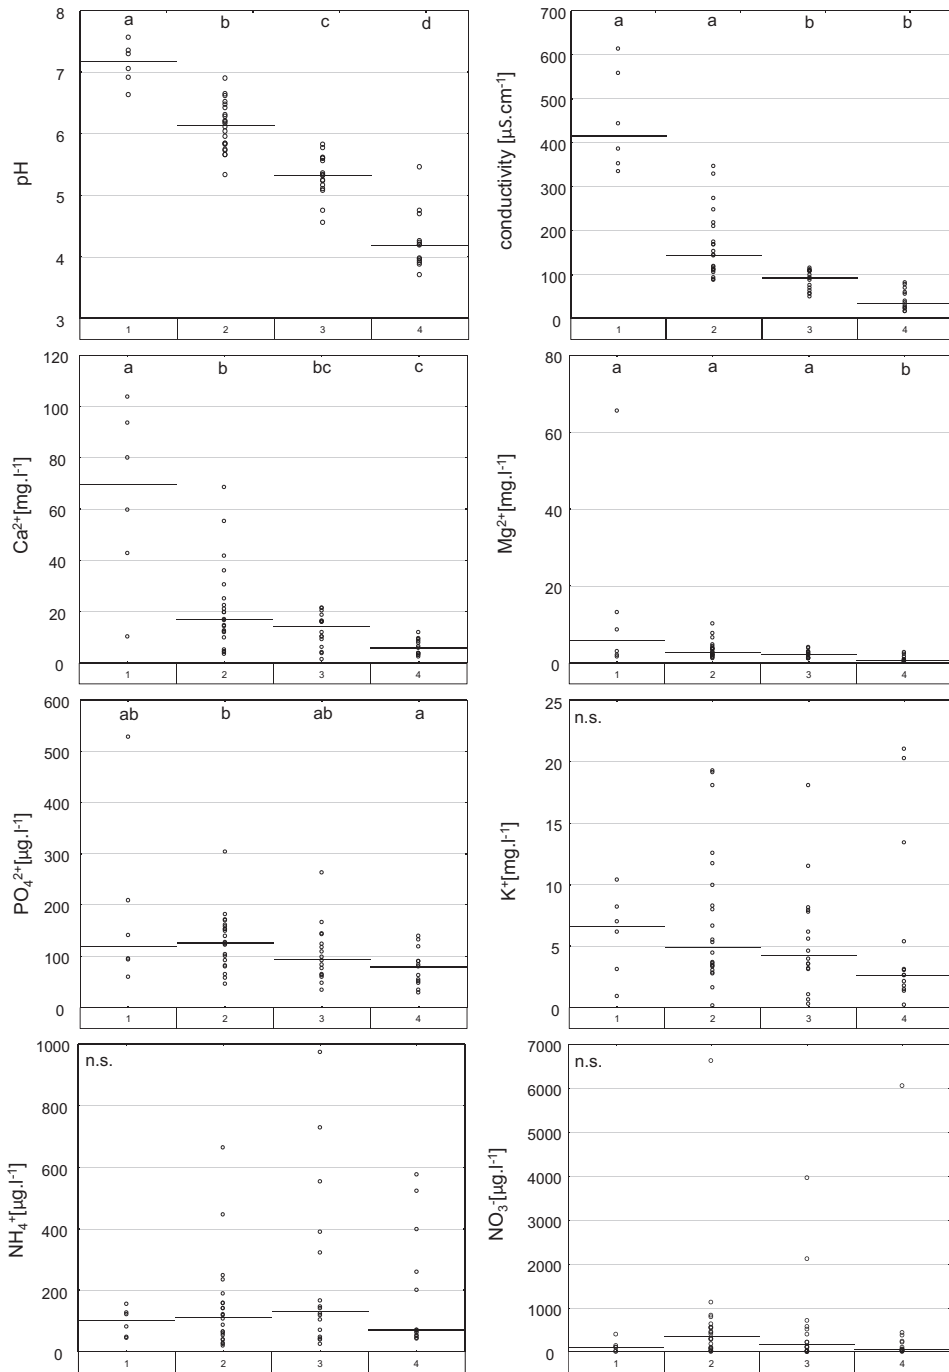 8
7
6
5
4
3
pH
a b c d
1 2 3 4
700
600
500
400
300
200
100
0
conductivity [µS.cm⁻¹]
a a b b
1 2 3 4
120
100
80
60
40
20
0
Ca²⁺[mg.l⁻¹]
a b bc c
1 2 3 4
80
60
40
20
0
Mg²⁺[mg.l⁻¹]
a a a b
1 2 3 4
600
500
400
300
200
100
0
PO₄²⁺[µg.l⁻¹]
ab b ab a
1 2 3 4
25
20
15
10
5
0
K⁺[mg.l⁻¹]
n.s.
1 2 3 4
1000
800
600
400
200
0
NH₄⁺[µg.l⁻¹]
n.s.
1 2 3 4
7000
6000
5000
4000
3000
2000
1000
0
NO₃⁻[µg.l⁻¹]
n.s.
1 2 3 4